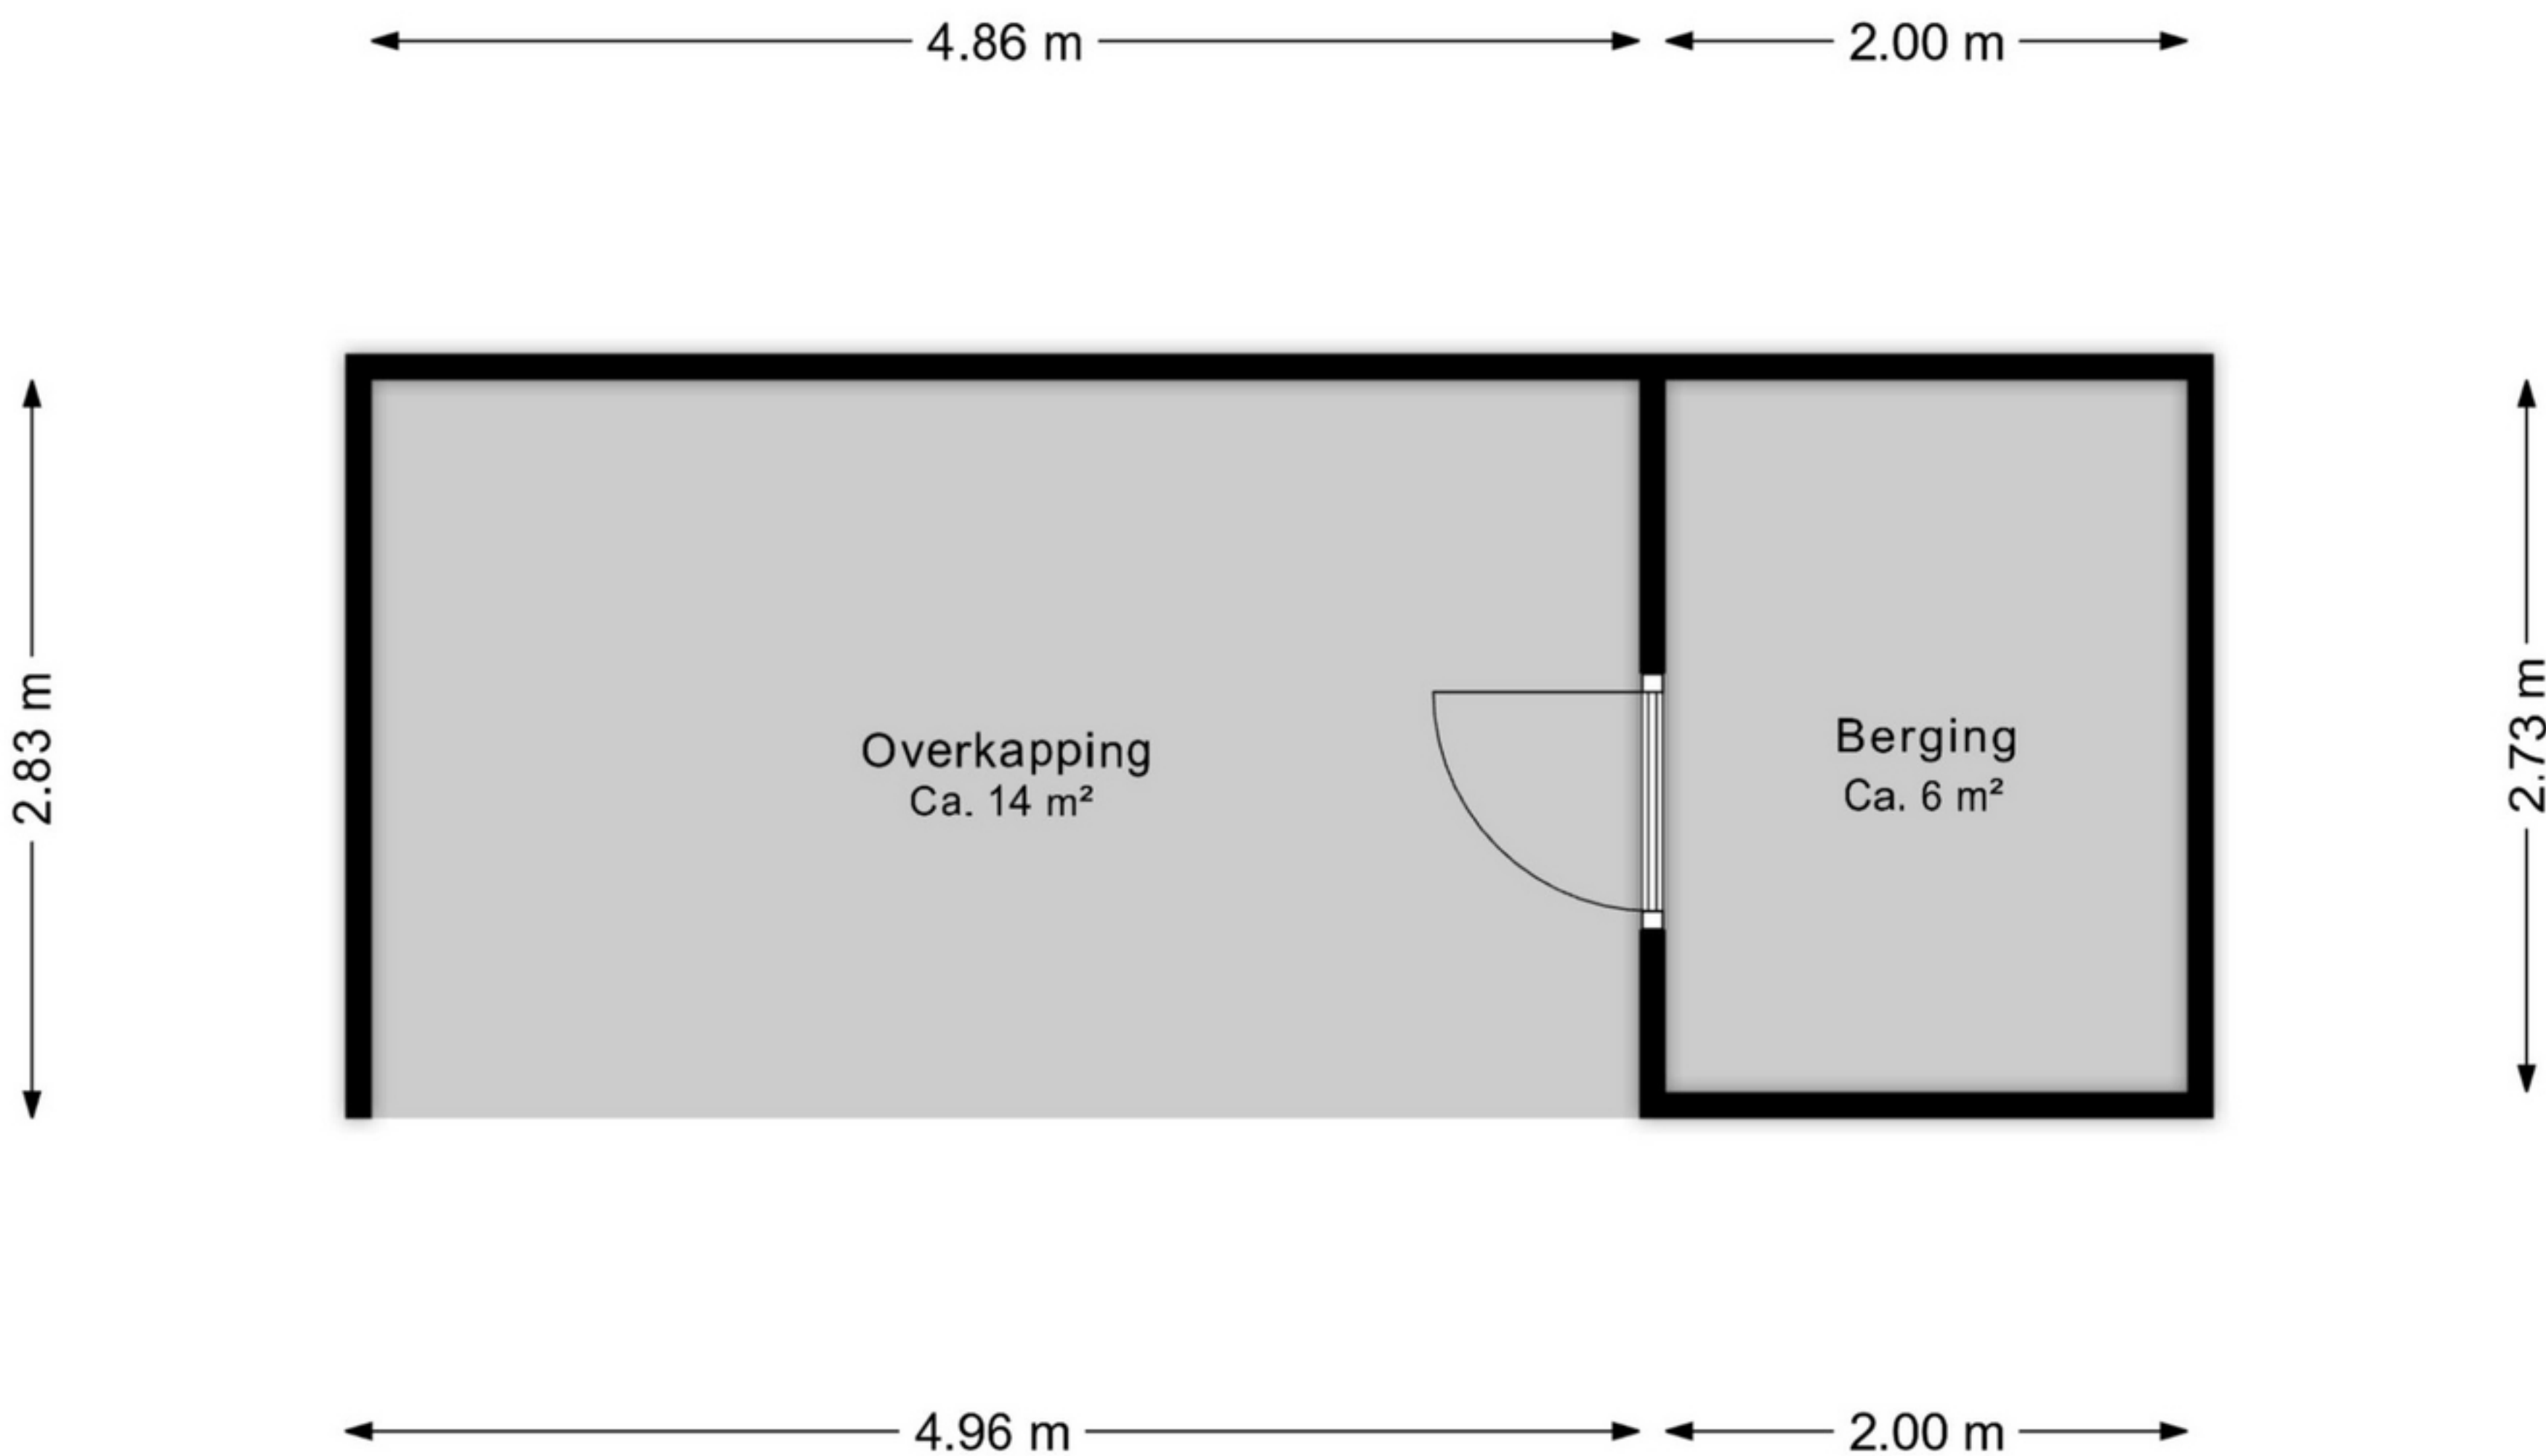 4.86 m
2.00 m
2.83 m
Overkapping
Ca. 14 m²
Berging
Ca. 6 m²
2.73 m
4.96 m
2.00 m